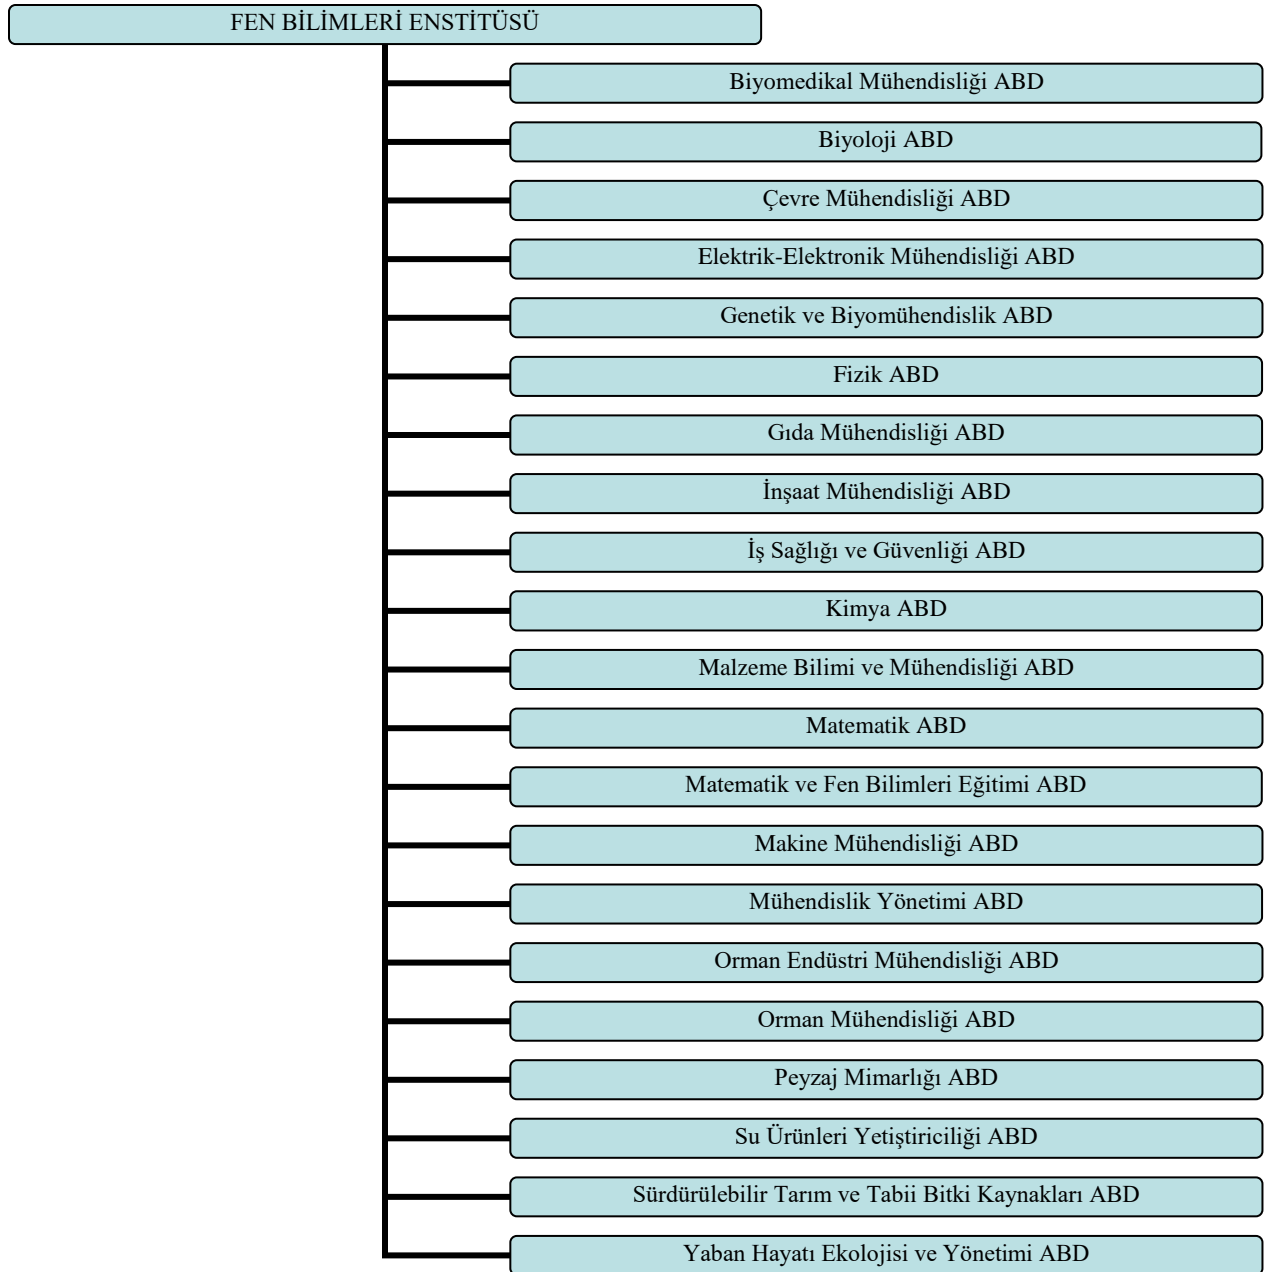 FEN BİLİMLERİ ENSTİTÜSÜ
Biyomedikal Mühendisliği ABD
Biyoloji ABD
Çevre Mühendisliği ABD
Elektrik-Elektronik Mühendisliği ABD
Genetik ve Biyomühendislik ABD
Fizik ABD
Gıda Mühendisliği ABD
İnşaat Mühendisliği ABD
İş Sağlığı ve Güvenliği ABD
Kimya ABD
Malzeme Bilimi ve Mühendisliği ABD
Matematik ABD
Matematik ve Fen Bilimleri Eğitimi ABD
Makine Mühendisliği ABD
Mühendislik Yönetimi ABD
Orman Endüstri Mühendisliği ABD
Orman Mühendisliği ABD
Peyzaj Mimarlığı ABD
Su Ürünleri Yetiştiriciliği ABD
Sürdürülebilir Tarım ve Tabii Bitki Kaynakları ABD
Yaban Hayatı Ekolojisi ve Yönetimi ABD